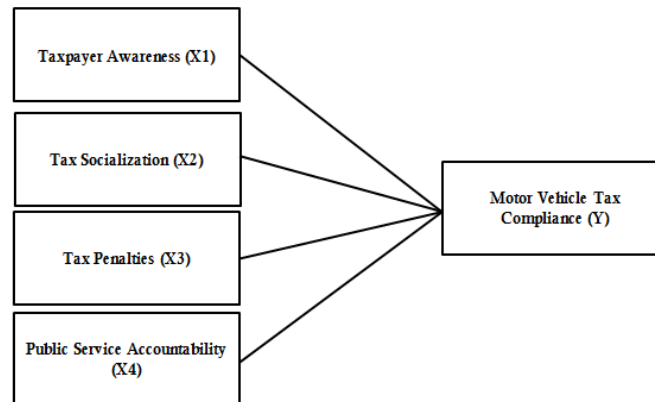 Taxpayer Awareness (X1)
Tax Socialization (X2)
Motor Vehicle Tax
Compliance (Y)
Tax Penalties (X3)
Public Service Accountability
(X4)